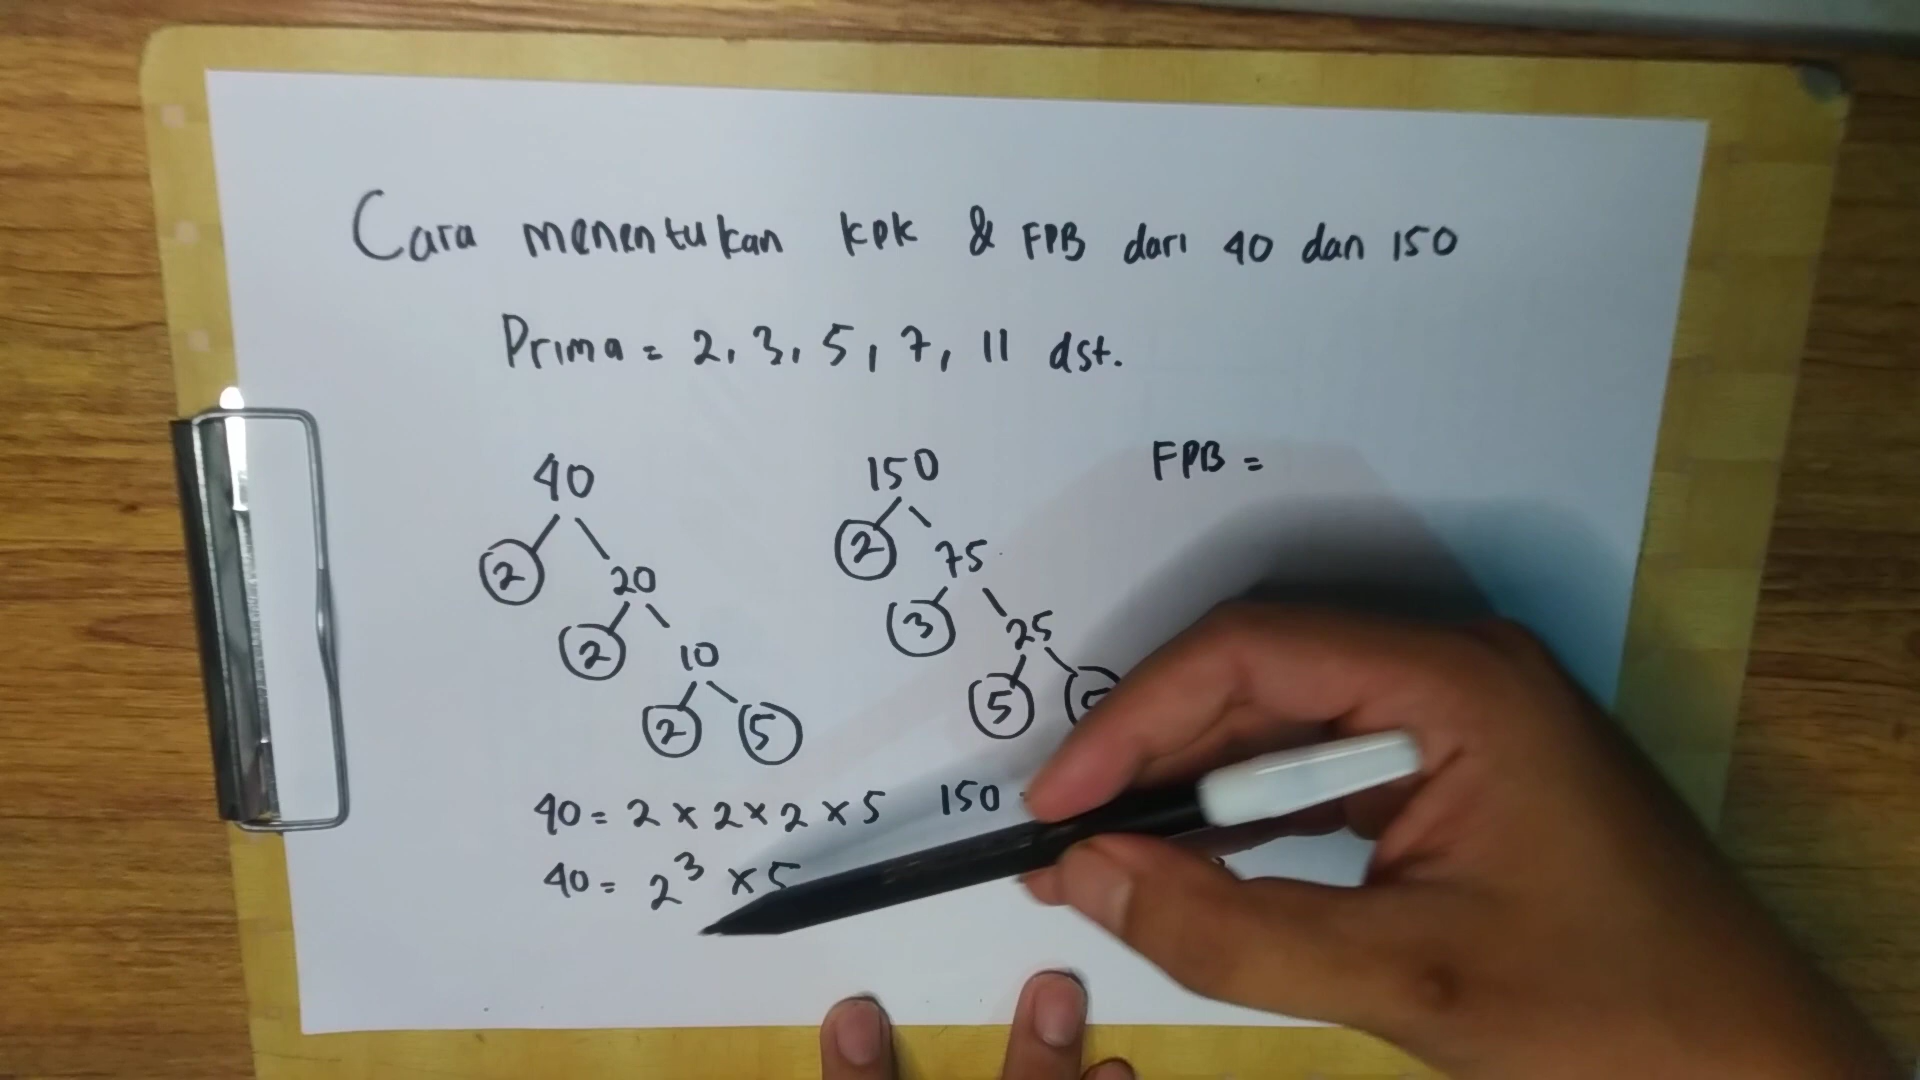 Cara menentukan KPK & FPB dari 40 dan 150
Prima = 2, 3, 5, 7, 11 dst.
40
150
FPB =
2
20
2
75
2
10
3
25
2
5
5
40 = 2 × 2 × 2 × 5
150
40 = 2³ × 5